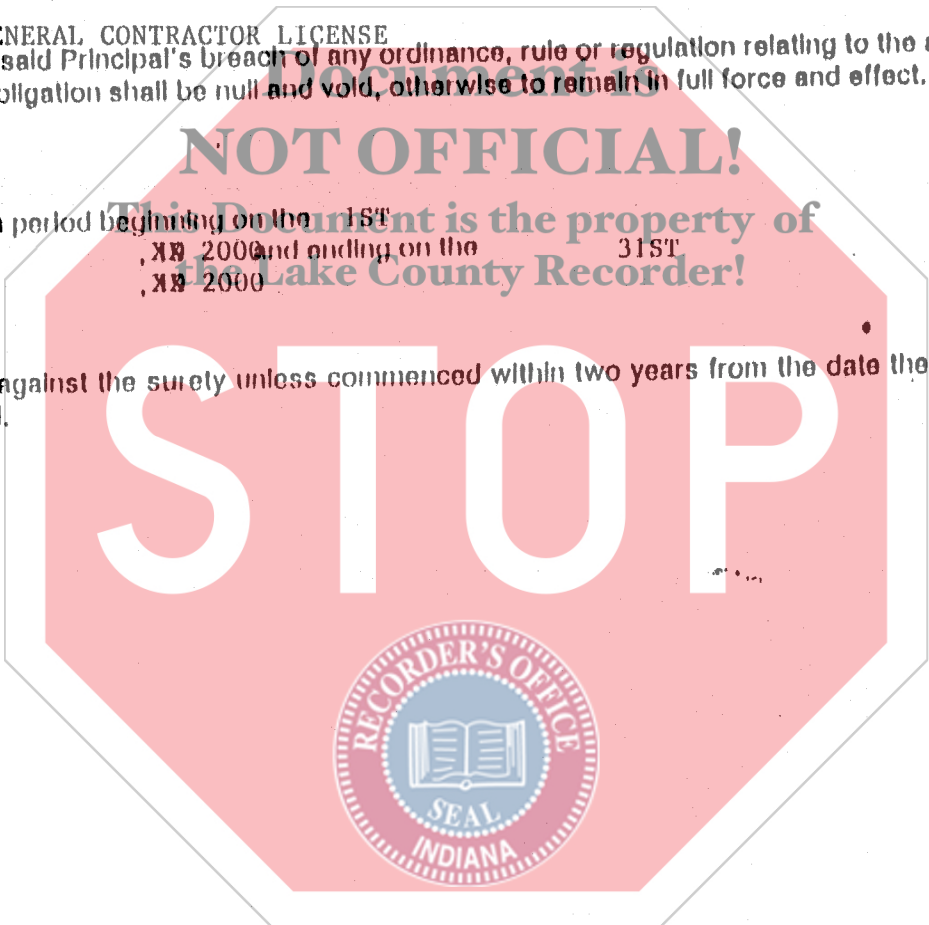 ENERAL CONTRACTOR LICENSE
said Principal's breach of any ordinance, rule or regulation relating to the
obligation shall be null and void, otherwise to remain in full force and effect.
Document is
NOT OFFICIAL!
This Document is the property of
the Lake County Recorder!
period beginning on the 1ST
, XX 2000 and ending on the 31ST
, XX 2000
against the surety unless commenced within two years from the date the
STOP
RECORDER'S OFFICE
SEAL
INDIANA